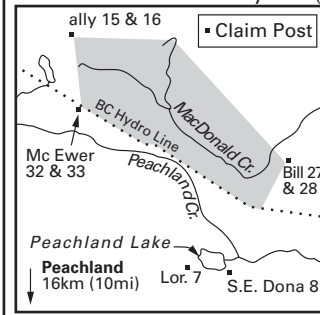 ally 15 & 16
Claim Post
BC Hydro Line
MacDonald Cr.
Mc Ewer
32 & 33
Peachland Cr.
Bill 27
& 28
Peachland Lake
Peachland
16km (10mi)
Lor. 7
S.E. Dona 8